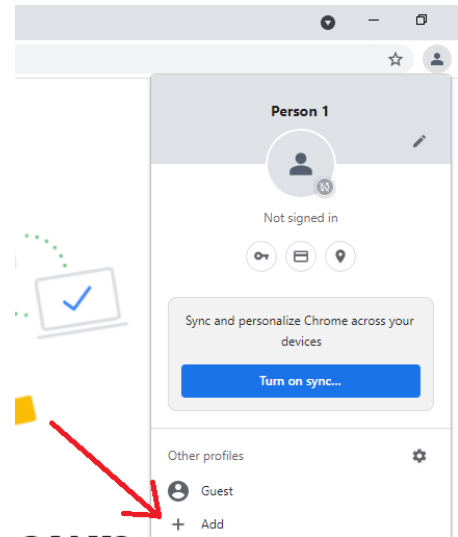 Person 1
Not signed in
Sync and personalize Chrome across your
devices
Turn on sync...
Other profiles
Guest
Add